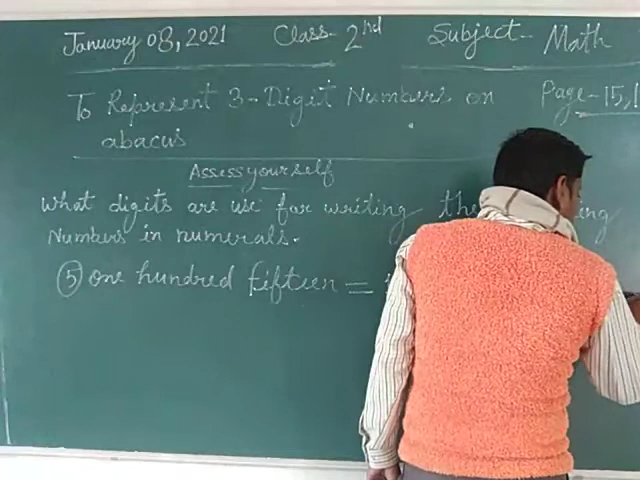 January 08, 2021 Class- 2nd Subject- Math
To Represent 3-Digit Numbers on Page-15,1
abacus
Assess yourself
What digits are use for writing the ing
Numbers in numerals.
⑤ one hundred fifteen =